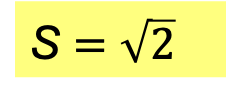 S = √2